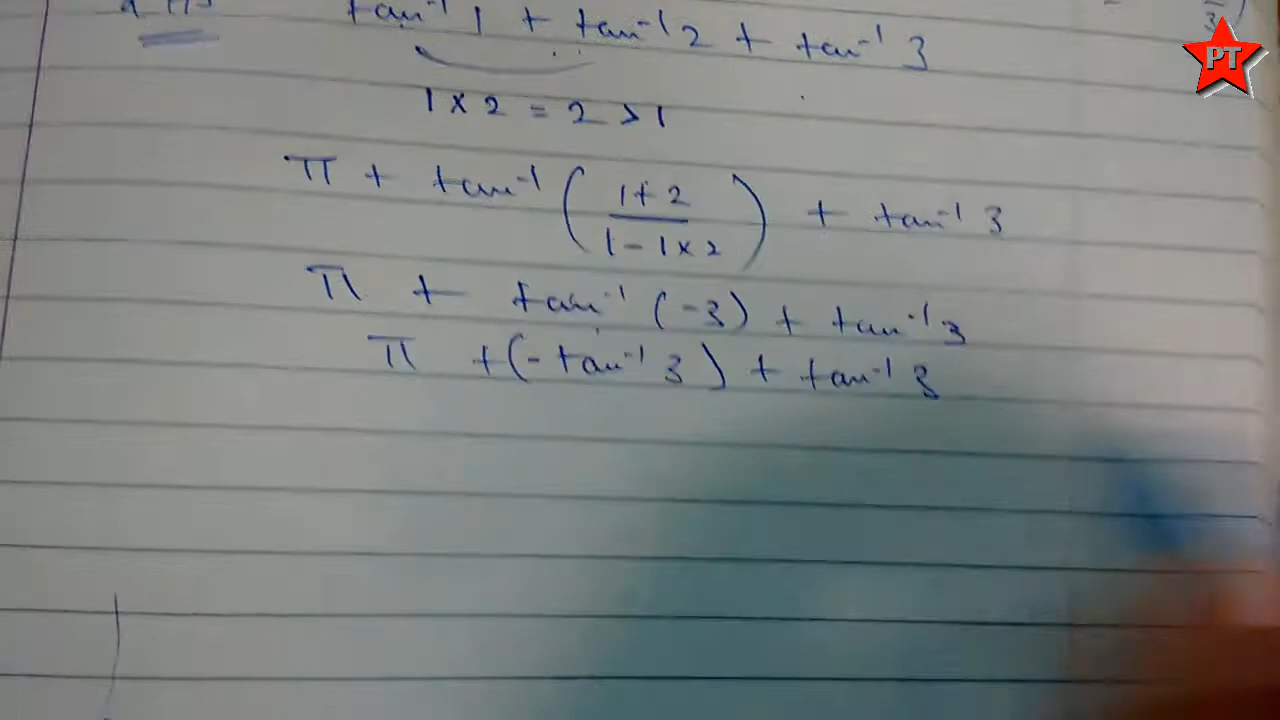 tan⁻¹ 1 + tan⁻¹ 2 + tan⁻¹ 3
PT
1 × 2 = 2 > 1
π + tan⁻¹ ( (1+2) / (1 - 1×2) ) + tan⁻¹ 3
π + tan⁻¹ (-3) + tan⁻¹ 3
π + (- tan⁻¹ 3) + tan⁻¹ 3